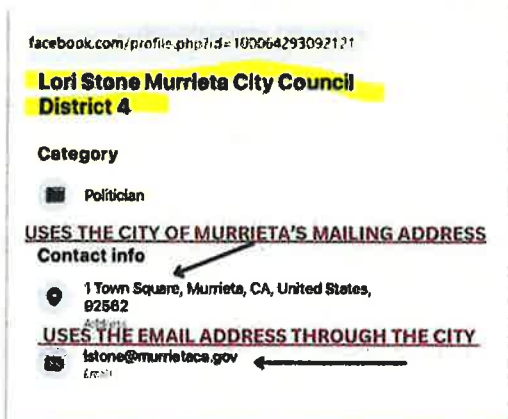 facebook.com/profile.php?id=100064293092121
Lori Stone Murrieta City Council
District 4
Category
Politician
USES THE CITY OF MURRIETA'S MAILING ADDRESS
Contact info
1 Town Square, Murrieta, CA, United States,
92562
Address
USES THE EMAIL ADDRESS THROUGH THE CITY
lstone@murrietaca.gov
Email